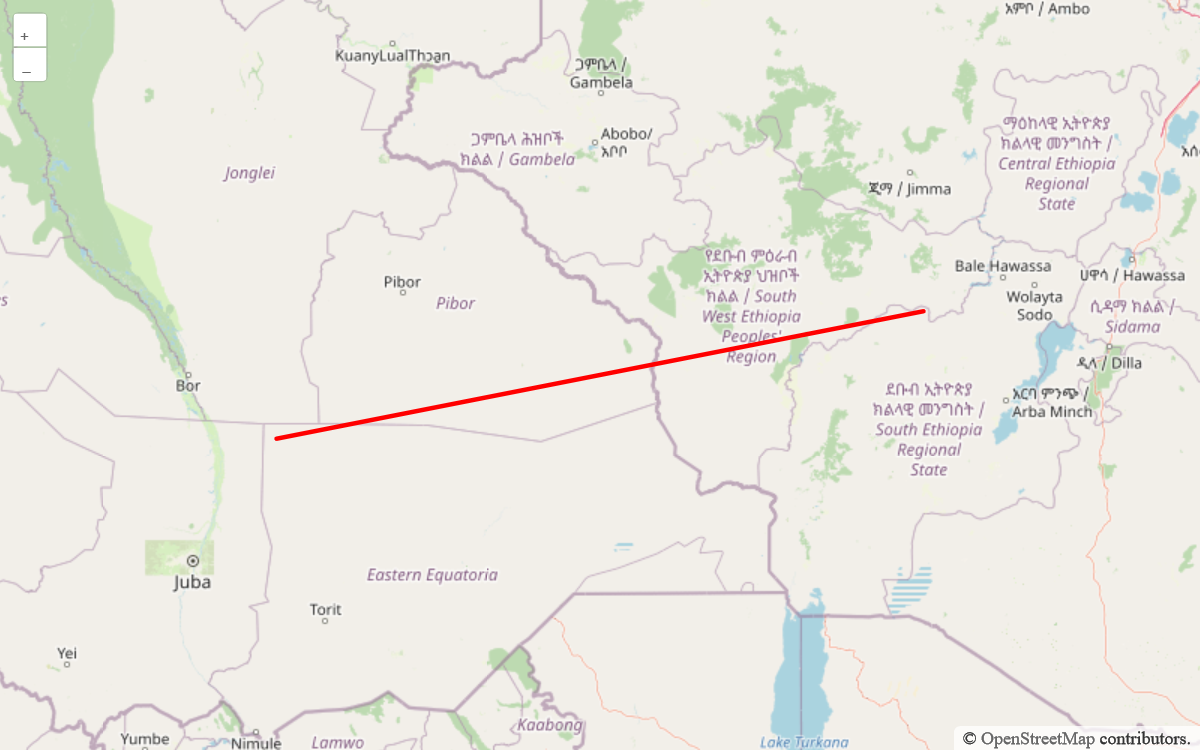 +
−
አምቦ / Ambo
KuanyLualThoan
ጋምቤላ /
Gambela
Abobo/
አቦቦ
ጋምቤላ ሕዝቦች
ክልል / Gambela
Jonglei
ማዕከላዊ ኢትዮጵያ
ክልላዊ መንግስት /
Central Ethiopia
Regional
State
ጂማ / Jimma
Pibor
Pibor
የደቡብ ምዕራብ
ኢትዮጵያ ህዝቦች
ክልል / South
West Ethiopia
Peoples'
Region
Bale Hawassa
ሀዋሳ / Hawassa
Wolayta
Sodo
ሲዳማ ክልል /
Sidama
ዲላ / Dilla
Bor
ደቡብ ኢትዮጵያ
ክልላዊ መንግስት /
South Ethiopia
Regional
State
አርባ ምንጭ /
Arba Minch
Juba
Eastern Equatoria
Torit
Yei
Yumbe
Nimule
Lamwo
Kaabong
Lake Turkana
© OpenStreetMap contributors.